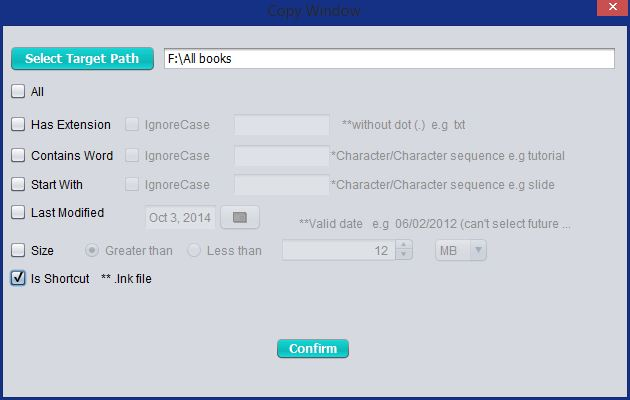 Copy Window
Select Target Path F:\All books
All
Has Extension IgnoreCase **without dot (.) e.g txt
Contains Word IgnoreCase *Character/Character sequence e.g tutorial
Start With IgnoreCase *Character/Character sequence e.g slide
Last Modified Oct 3, 2014 **Valid date e.g 06/02/2012 (can't select future ...
Size Greater than Less than 12 MB
Is Shortcut ** .lnk file
Confirm